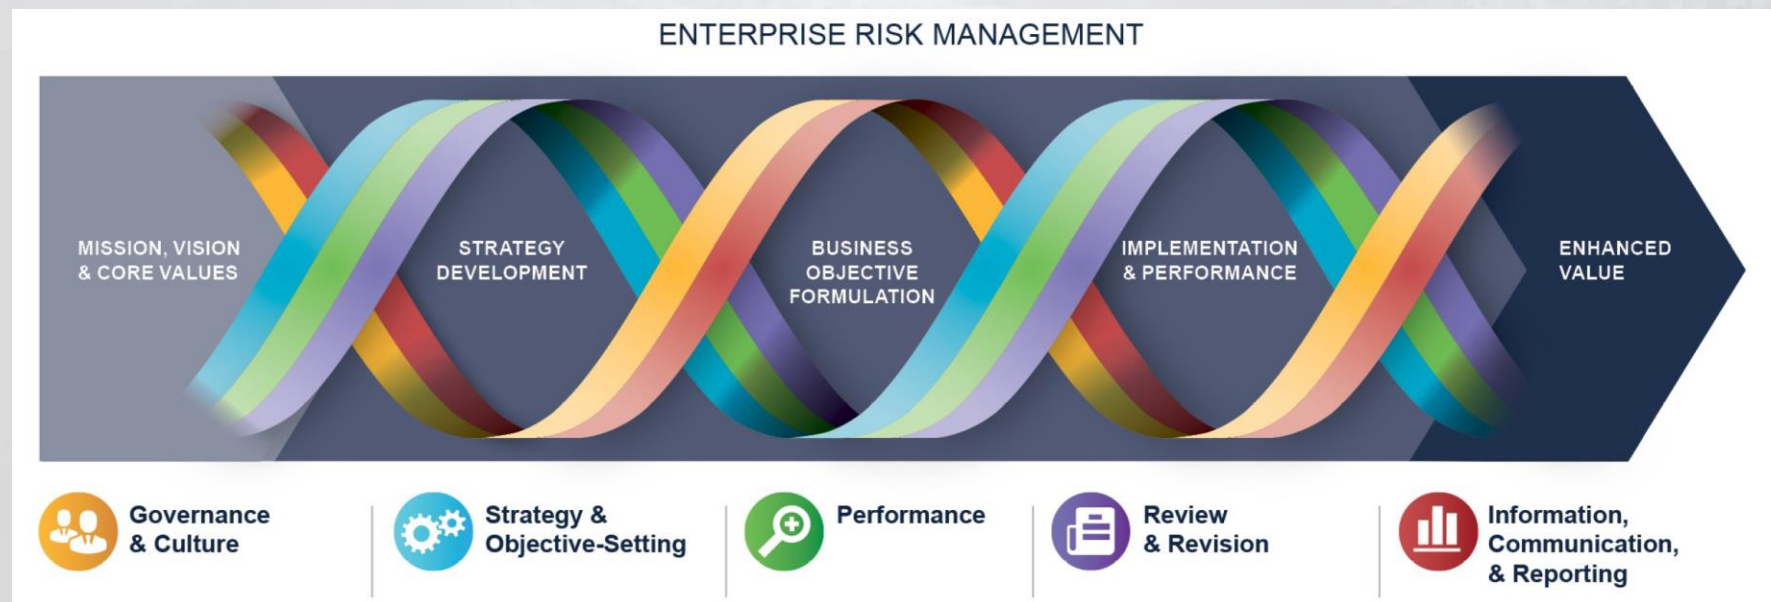 ENTERPRISE RISK MANAGEMENT
MISSION, VISION
& CORE VALUES
STRATEGY
DEVELOPMENT
BUSINESS
OBJECTIVE
FORMULATION
IMPLEMENTATION
& PERFORMANCE
ENHANCED
VALUE
Governance
& Culture
Strategy &
Objective-Setting
Performance
Review
& Revision
Information,
Communication,
& Reporting